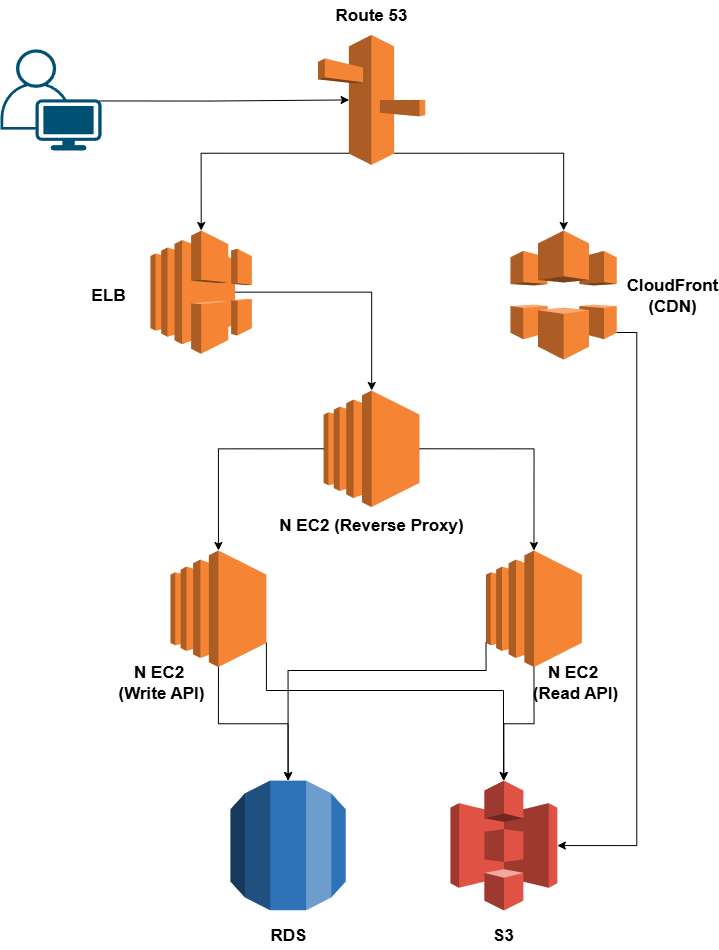 Route 53
ELB
CloudFront
(CDN)
N EC2 (Reverse Proxy)
N EC2
(Write API)
N EC2
(Read API)
RDS
S3